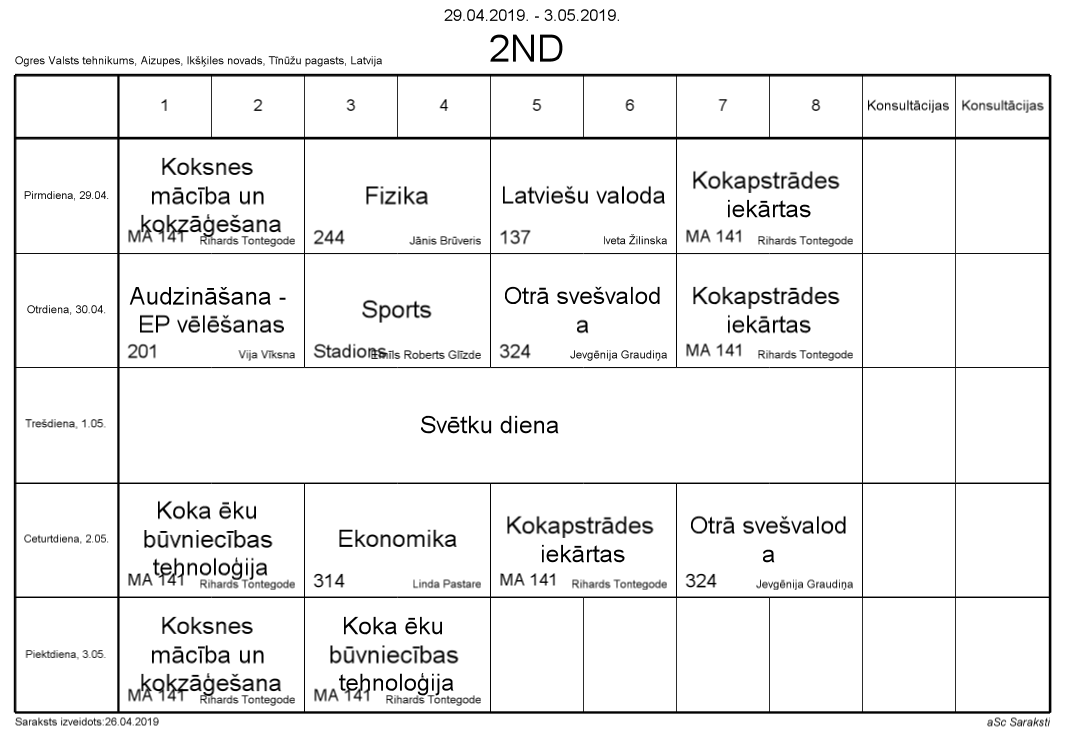 29.04.2019. - 3.05.2019.
2ND
Ogres Valsts tehnikums, Aizupes, Ikšķiles novads, Tīnūžu pagasts, Latvija
1 2 3 4 5 6 7 8 Konsultācijas Konsultācijas
Pirmdiena, 29.04.
Koksnes
mācība un
kokzāģešana
MA 141 Rihards Tontegode
Fizika
244 Jānis Brūveris
Latviešu valoda
137 Iveta Žilinska
Kokapstrādes
iekārtas
MA 141 Rihards Tontegode
Otrdiena, 30.04.
Audzināšana -
EP vēlēšanas
201 Vija Vīksna
Sports
Stadions Emīls Roberts Glīzde
Otrā svešvalod
a
324 Jevgēnija Graudiņa
Kokapstrādes
iekārtas
MA 141 Rihards Tontegode
Trešdiena, 1.05.
Svētku diena
Ceturtdiena, 2.05.
Koka ēku
būvniecības
tehnoloģija
MA 141 Rihards Tontegode
Ekonomika
314 Linda Pastare
Kokapstrādes
iekārtas
MA 141 Rihards Tontegode
Otrā svešvalod
a
324 Jevgēnija Graudiņa
Piektdiena, 3.05.
Koksnes
mācība un
kokzāģešana
MA 141 Rihards Tontegode
Koka ēku
būvniecības
tehnoloģija
MA 141 Rihards Tontegode
Saraksts izveidots:26.04.2019
aSc Saraksti